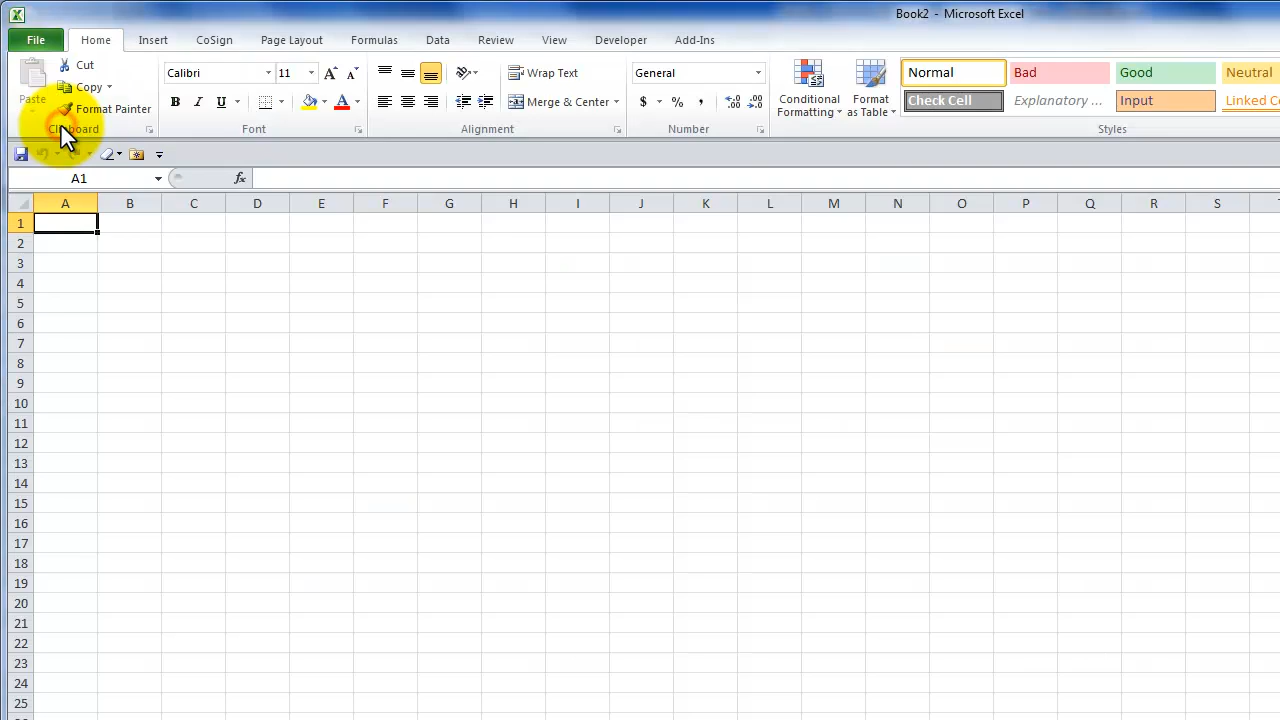 Book2 - Microsoft Excel
File Home Insert CoSign Page Layout Formulas Data Review View Developer Add-Ins
Cut
Copy
Format Painter
Paste
Clipboard
Calibri 11
B I U A
Font
Wrap Text
Merge & Center
Alignment
General
$ % ,
Number
Conditional Formatting
Format as Table
Normal Bad Good Neutral
Check Cell Explanatory ... Input
Styles
A1 fx
A B C D E F G H I J K L M N O P Q R S
1
2
3
4
5
6
7
8
9
10
11
12
13
14
15
16
17
18
19
20
21
22
23
24
25